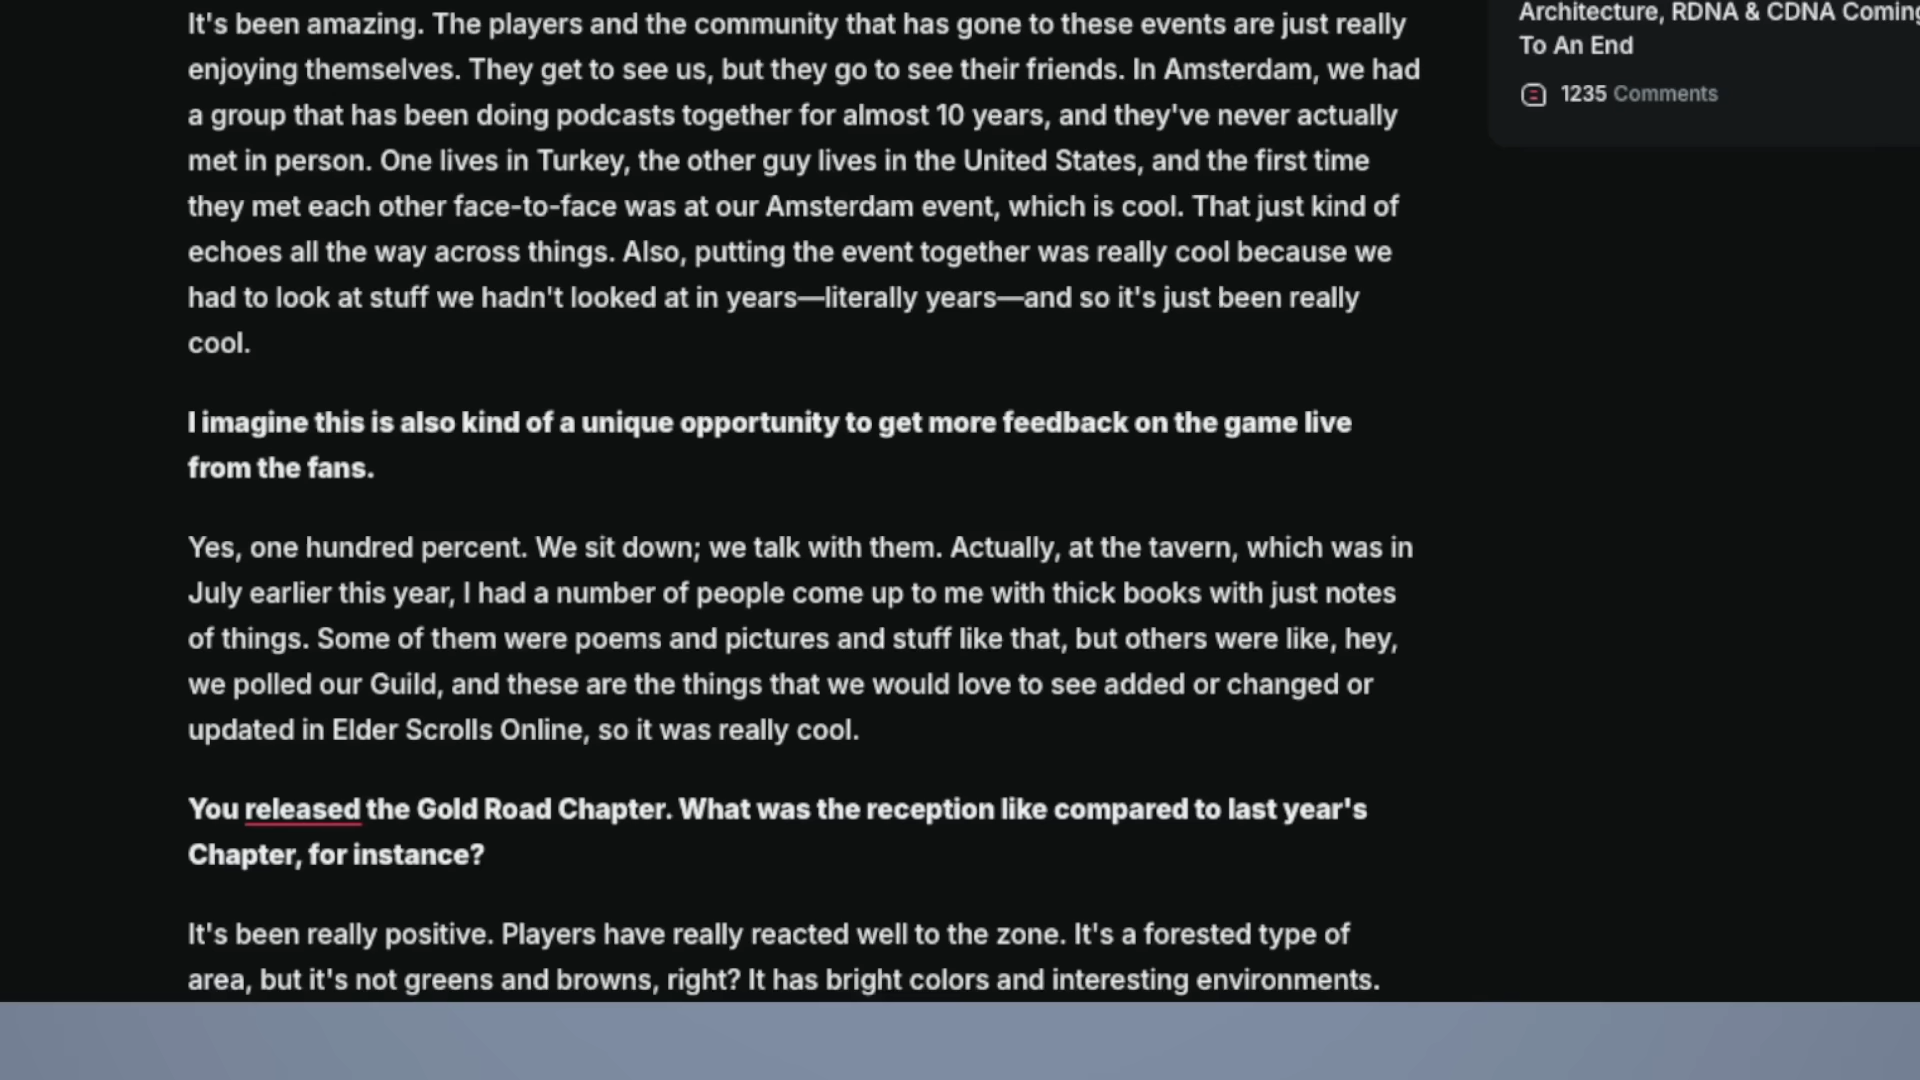 It's been amazing. The players and the community that has gone to these events are just really
enjoying themselves. They get to see us, but they go to see their friends. In Amsterdam, we had
a group that has been doing podcasts together for almost 10 years, and they've never actually
met in person. One lives in Turkey, the other guy lives in the United States, and the first time
they met each other face-to-face was at our Amsterdam event, which is cool. That just kind of
echoes all the way across things. Also, putting the event together was really cool because we
had to look at stuff we hadn't looked at in years—literally years—and so it's just been really
cool.
I imagine this is also kind of a unique opportunity to get more feedback on the game live
from the fans.
Yes, one hundred percent. We sit down; we talk with them. Actually, at the tavern, which was in
July earlier this year, I had a number of people come up to me with thick books with just notes
of things. Some of them were poems and pictures and stuff like that, but others were like, hey,
we polled our Guild, and these are the things that we would love to see added or changed or
updated in Elder Scrolls Online, so it was really cool.
You released the Gold Road Chapter. What was the reception like compared to last year's
Chapter, for instance?
It's been really positive. Players have really reacted well to the zone. It's a forested type of
area, but it's not greens and browns, right? It has bright colors and interesting environments.
Architecture, RDNA & CDNA Coming
To An End
1235 Comments